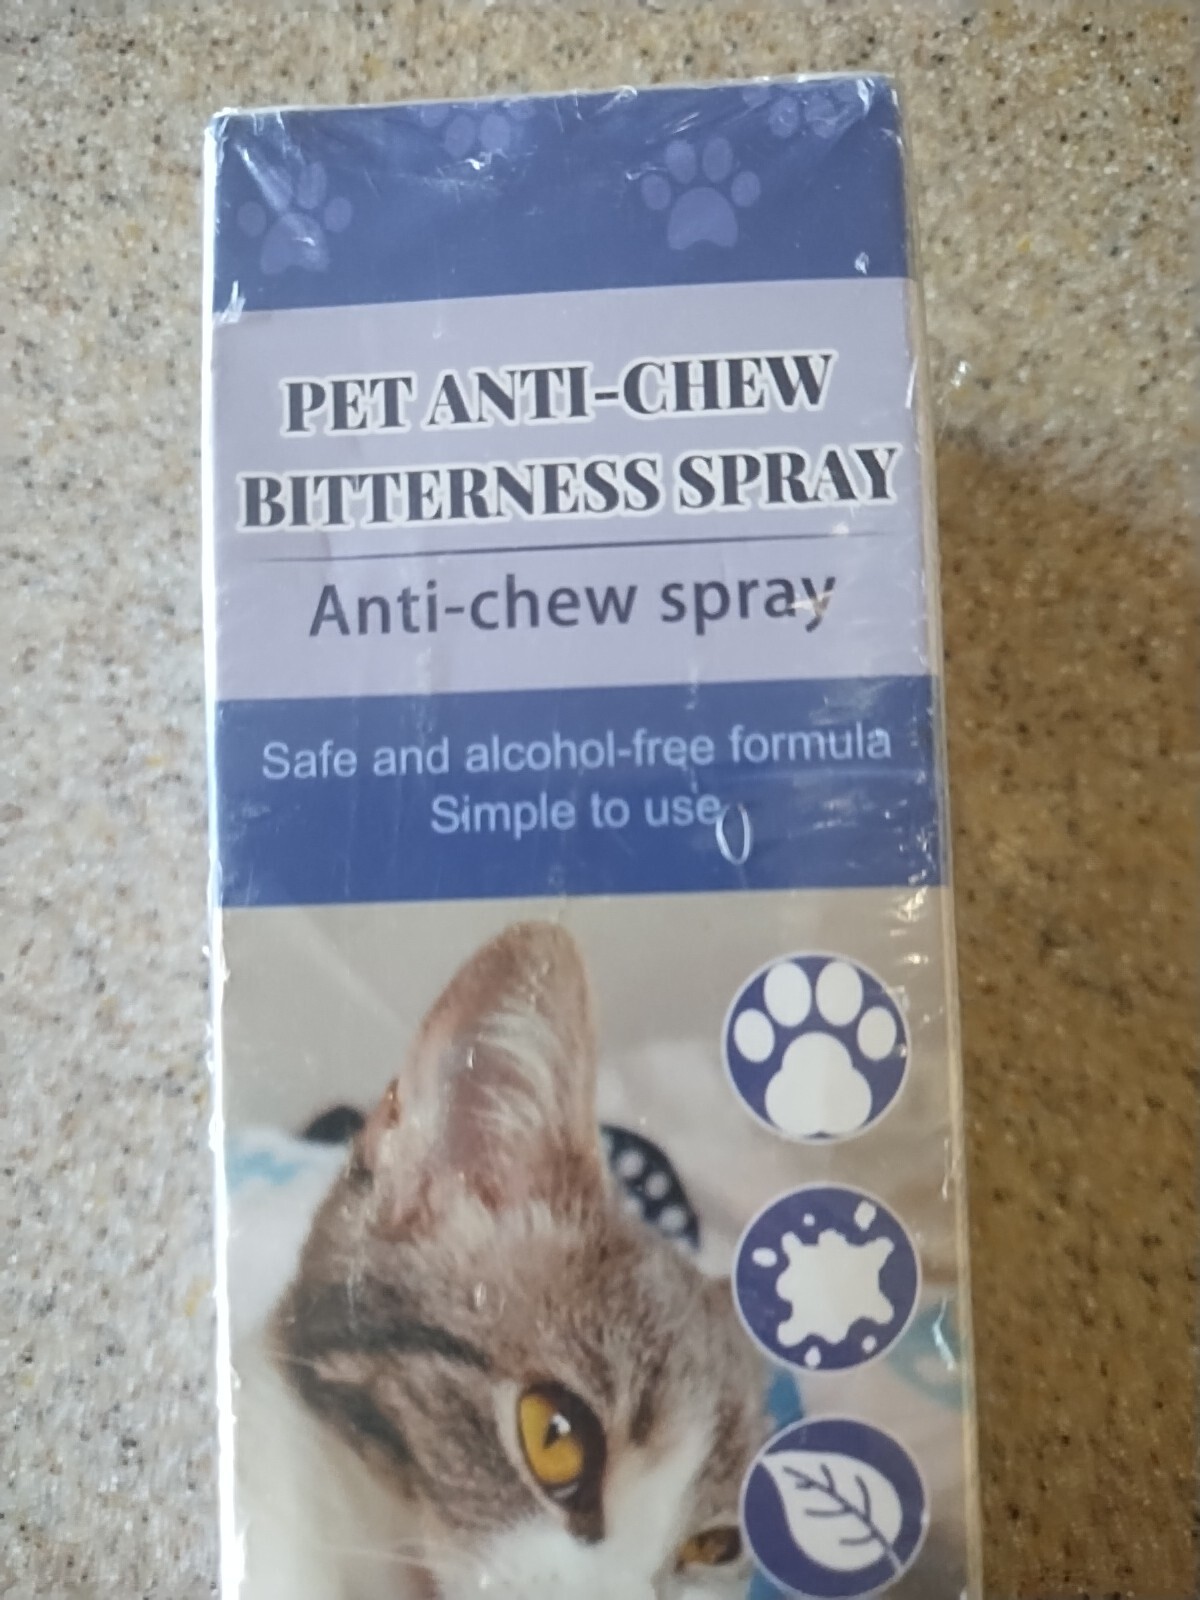 PET ANTI-CHEW
BITTERNESS SPRAY
Anti-chew spray
Safe and alcohol-free formula
Simple to use